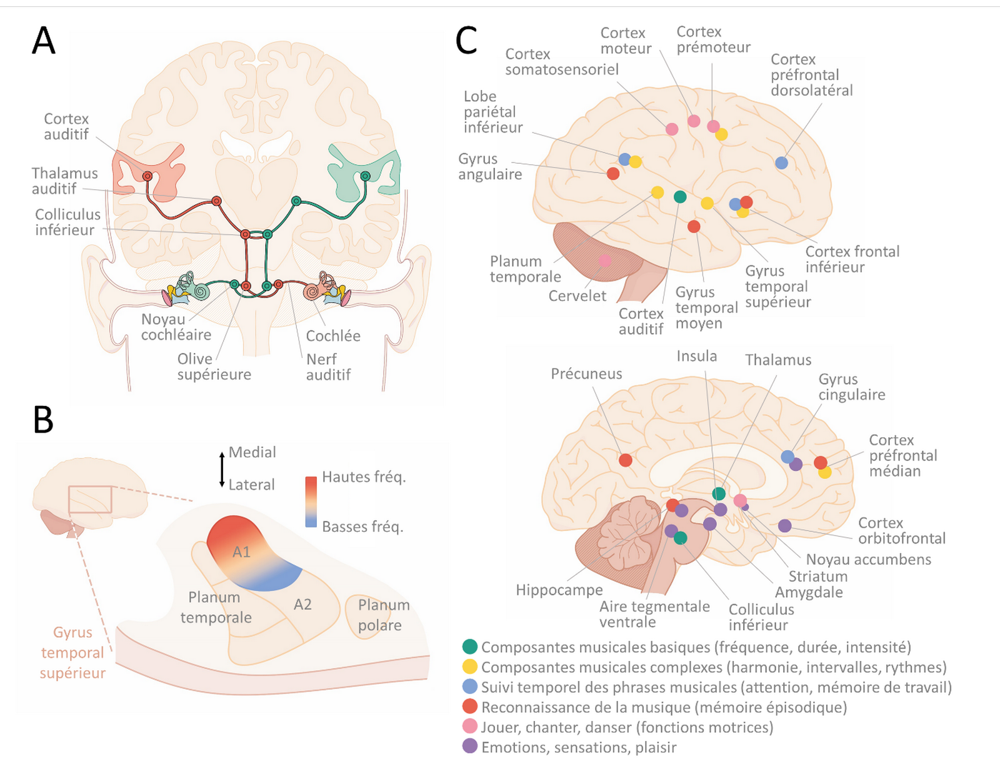 A
Cortex
auditif
Thalamus
auditif
Colliculus
inférieur
Noyau
cochléaire
Olive
supérieure
Cochlée
Nerf
auditif
B
Medial
Lateral
Hautes fréq.
Basses fréq.
A1
A2
Planum
temporale
Planum
polaire
Gyrus
temporal
supérieur
C
Cortex
somatosensoriel
Cortex
moteur
Cortex
prémoteur
Cortex
préfrontal
dorsolatéral
Lobe
pariétal
inférieur
Gyrus
angulaire
Planum
temporale
Cervelet
Cortex
auditif
Gyrus
temporal
moyen
Gyrus
temporal
supérieur
Cortex frontal
inférieur
Précuneus
Insula
Thalamus
Gyrus
cingulaire
Cortex
préfrontal
médian
Cortex
orbitofrontal
Noyau accumbens
Striatum
Amygdale
Hippocampe
Aire tegmentale
ventrale
Colliculus
inférieur
Composantes musicales basiques (fréquence, durée, intensité)
Composantes musicales complexes (harmonie, intervalles, rythmes)
Suivi temporel des phrases musicales (attention, mémoire de travail)
Reconnaissance de la musique (mémoire épisodique)
Jouer, chanter, danser (fonctions motrices)
Emotions, sensations, plaisir